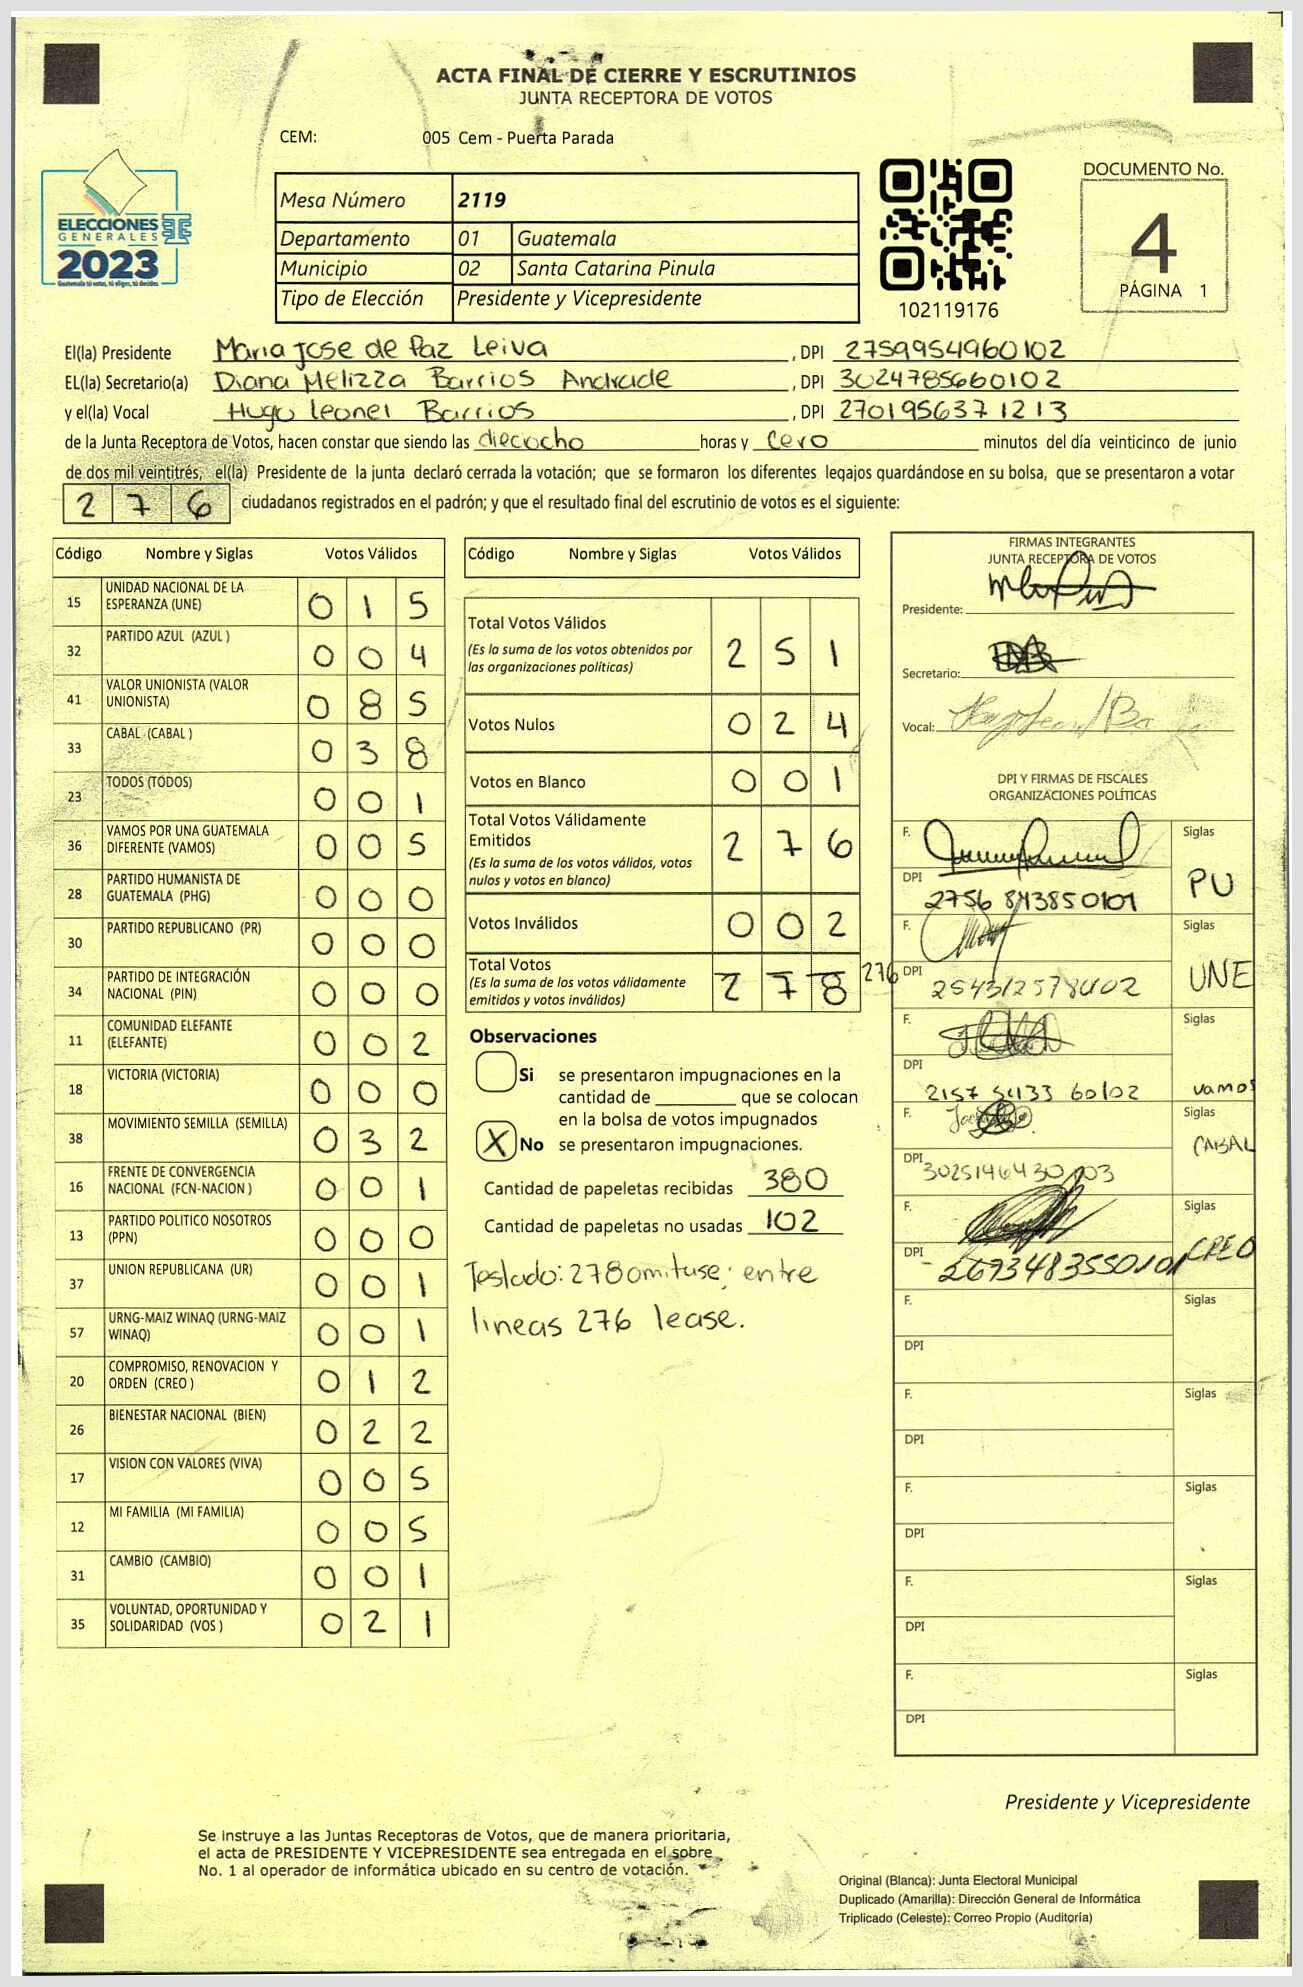 ACTA FINAL DE CIERRE Y ESCRUTINIOS
JUNTA RECEPTORA DE VOTOS
CEM: 005 Cem - Puerta Parada
ELECCIONES
GENERALES
2023
Guatemala tú votas, tú eliges, tú decides
Mesa Número 2119
Departamento 01 Guatemala
Municipio 02 Santa Catarina Pinula
Tipo de Elección Presidente y Vicepresidente
102119176
DOCUMENTO No.
4
PÁGINA 1
El(la) Presidente Maria Jose de Paz Leiva , DPI 2759954960102
EL(la) Secretario(a) Diana Melizza Barrios Andrade , DPI 3024785660102
y el(la) Vocal Hugo Leonel Barrios , DPI 2701956371213
de la Junta Receptora de Votos, hacen constar que siendo las dieciocho horas y cero minutos del día veinticinco de junio
de dos mil veintitrés, el(la) Presidente de la junta declaró cerrada la votación; que se formaron los diferentes legajos guardándose en su bolsa, que se presentaron a votar
276 ciudadanos registrados en el padrón; y que el resultado final del escrutinio de votos es el siguiente:
Código Nombre y Siglas Votos Válidos
15 UNIDAD NACIONAL DE LA ESPERANZA (UNE) 0 1 5
32 PARTIDO AZUL (AZUL ) 0 0 4
41 VALOR UNIONISTA (VALOR UNIONISTA) 0 8 5
33 CABAL (CABAL ) 0 3 8
23 TODOS (TODOS) 0 0 1
36 VAMOS POR UNA GUATEMALA DIFERENTE (VAMOS) 0 0 5
28 PARTIDO HUMANISTA DE GUATEMALA (PHG) 0 0 0
30 PARTIDO REPUBLICANO (PR) 0 0 0
34 PARTIDO DE INTEGRACIÓN NACIONAL (PIN) 0 0 0
11 COMUNIDAD ELEFANTE (ELEFANTE) 0 0 2
18 VICTORIA (VICTORIA) 0 0 0
38 MOVIMIENTO SEMILLA (SEMILLA) 0 3 2
16 FRENTE DE CONVERGENCIA NACIONAL (FCN-NACION ) 0 0 1
13 PARTIDO POLITICO NOSOTROS (PPN) 0 0 0
37 UNION REPUBLICANA (UR) 0 0 1
57 URNG-MAIZ WINAQ (URNG-MAIZ WINAQ) 0 0 1
20 COMPROMISO, RENOVACION Y ORDEN (CREO ) 0 1 2
26 BIENESTAR NACIONAL (BIEN) 0 2 2
17 VISION CON VALORES (VIVA) 0 0 5
12 MI FAMILIA (MI FAMILIA) 0 0 5
31 CAMBIO (CAMBIO) 0 0 1
35 VOLUNTAD, OPORTUNIDAD Y SOLIDARIDAD (VOS ) 0 2 1
Código Nombre y Siglas Votos Válidos
Total Votos Válidos 2 5 1
(Es la suma de los votos obtenidos por
las organizaciones políticas)
Votos Nulos 0 2 4
Votos en Blanco 0 0 1
Total Votos Válidamente
Emitidos 2 7 6
(Es la suma de los votos válidos, votos
nulos y votos en blanco)
Votos Inválidos 0 0 2
Total Votos 2 7 8 276
(Es la suma de los votos válidamente
emitidos y votos inválidos)
Observaciones
Si se presentaron impugnaciones en la
cantidad de ________ que se colocan
en la bolsa de votos impugnados
X No se presentaron impugnaciones.
Cantidad de papeletas recibidas 380
Cantidad de papeletas no usadas 102
Testado: 278 omitase; entre
lineas 276 lease.
FIRMAS INTEGRANTES
JUNTA RECEPTORA DE VOTOS
Presidente:
Secretario:
Vocal:
DPI Y FIRMAS DE FISCALES
ORGANIZACIONES POLÍTICAS
F. Siglas
DPI 2756 843850101 PU
F. Siglas
DPI UNE
F. Siglas
DPI 2157 54133 60102 vamos
F. Siglas
DPI CABAL
F. Siglas
DPI CREO
F. Siglas
DPI
F. Siglas
DPI
F. Siglas
DPI
F. Siglas
DPI
F. Siglas
DPI
Presidente y Vicepresidente
Se instruye a las Juntas Receptoras de Votos, que de manera prioritaria,
el acta de PRESIDENTE Y VICEPRESIDENTE sea entregada en el sobre
No. 1 al operador de informática ubicado en su centro de votación.
Original (Blanca): Junta Electoral Municipal
Duplicado (Amarilla): Dirección General de Informática
Triplicado (Celeste): Correo Propio (Auditoría)